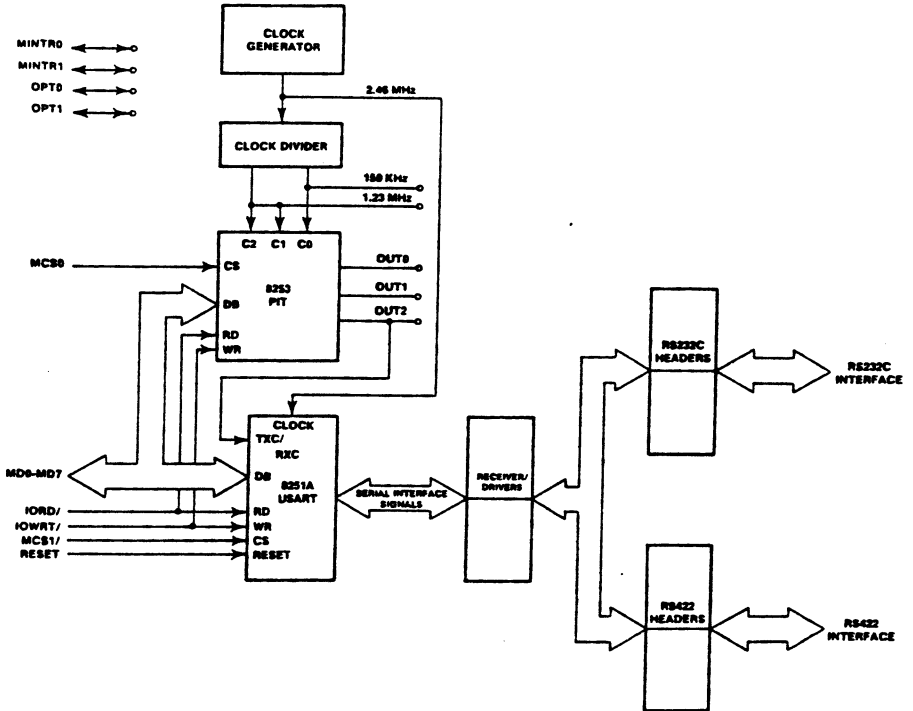 CLOCK
GENERATOR
MINTR0
MINTR1
OPT0
OPT1
2.46 MHz
CLOCK DIVIDER
150 KHz
1.23 MHz
C2 C1 C0
MCS0
CS
8253
PIT
DB
RD
WR
OUT0
OUT1
OUT2
CLOCK
TXC/
RXC
8251A
USART
DB
RD
WR
CS
RESET
MD0-MD7
IORD/
IOWRT/
MCS1/
RESET
SERIAL INTERFACE
SIGNALS
RECEIVER/
DRIVERS
RS232C
HEADERS
RS232C
INTERFACE
RS422
HEADERS
RS422
INTERFACE